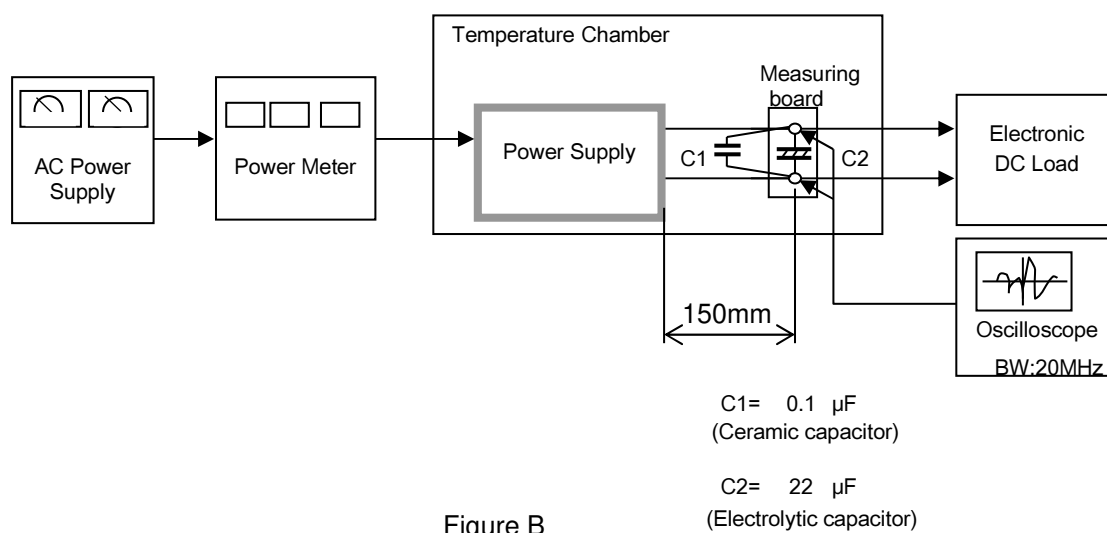 Temperature Chamber
Measuring
board
AC Power
Supply
Power Meter
Power Supply
C1
C2
Electronic
DC Load
150mm
Oscilloscope
BW:20MHz
C1= 0.1 µF
(Ceramic capacitor)
C2= 22 µF
(Electrolytic capacitor)
Figure B